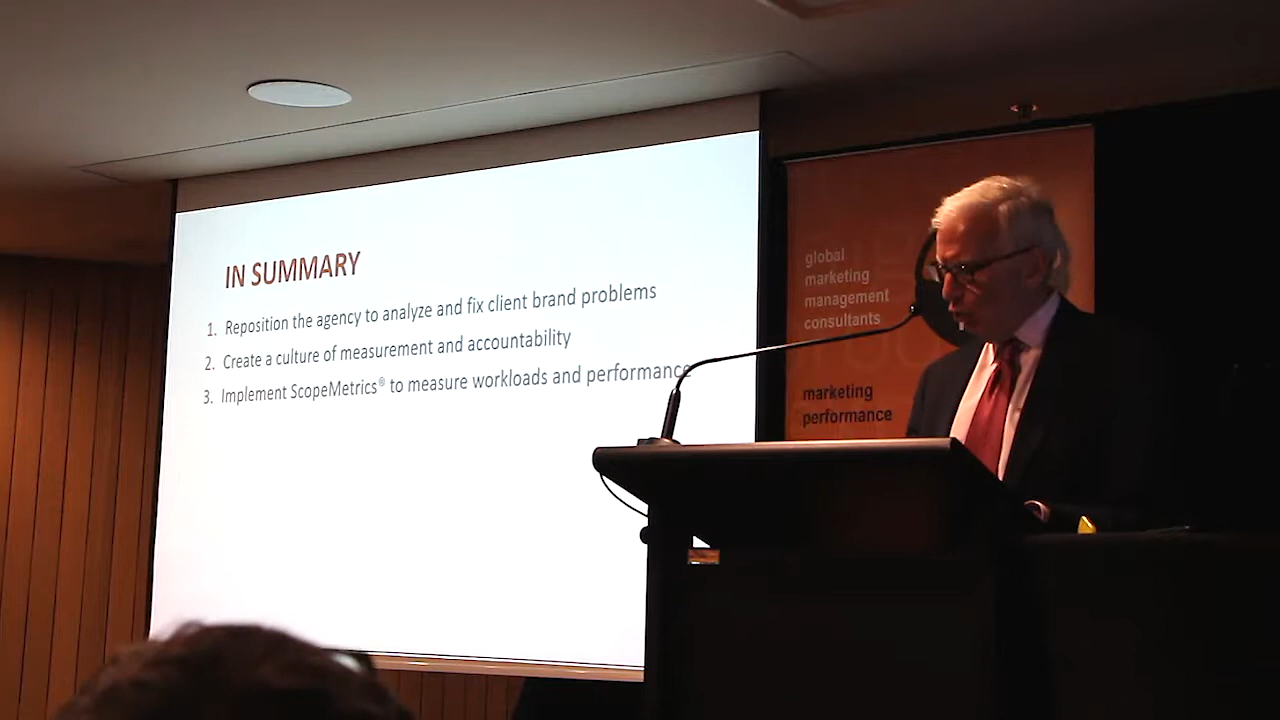 IN SUMMARY
1. Reposition the agency to analyze and fix client brand problems
2. Create a culture of measurement and accountability
3. Implement ScopeMetrics® to measure workloads and performance
global
marketing
management
consultants
marketing
performance